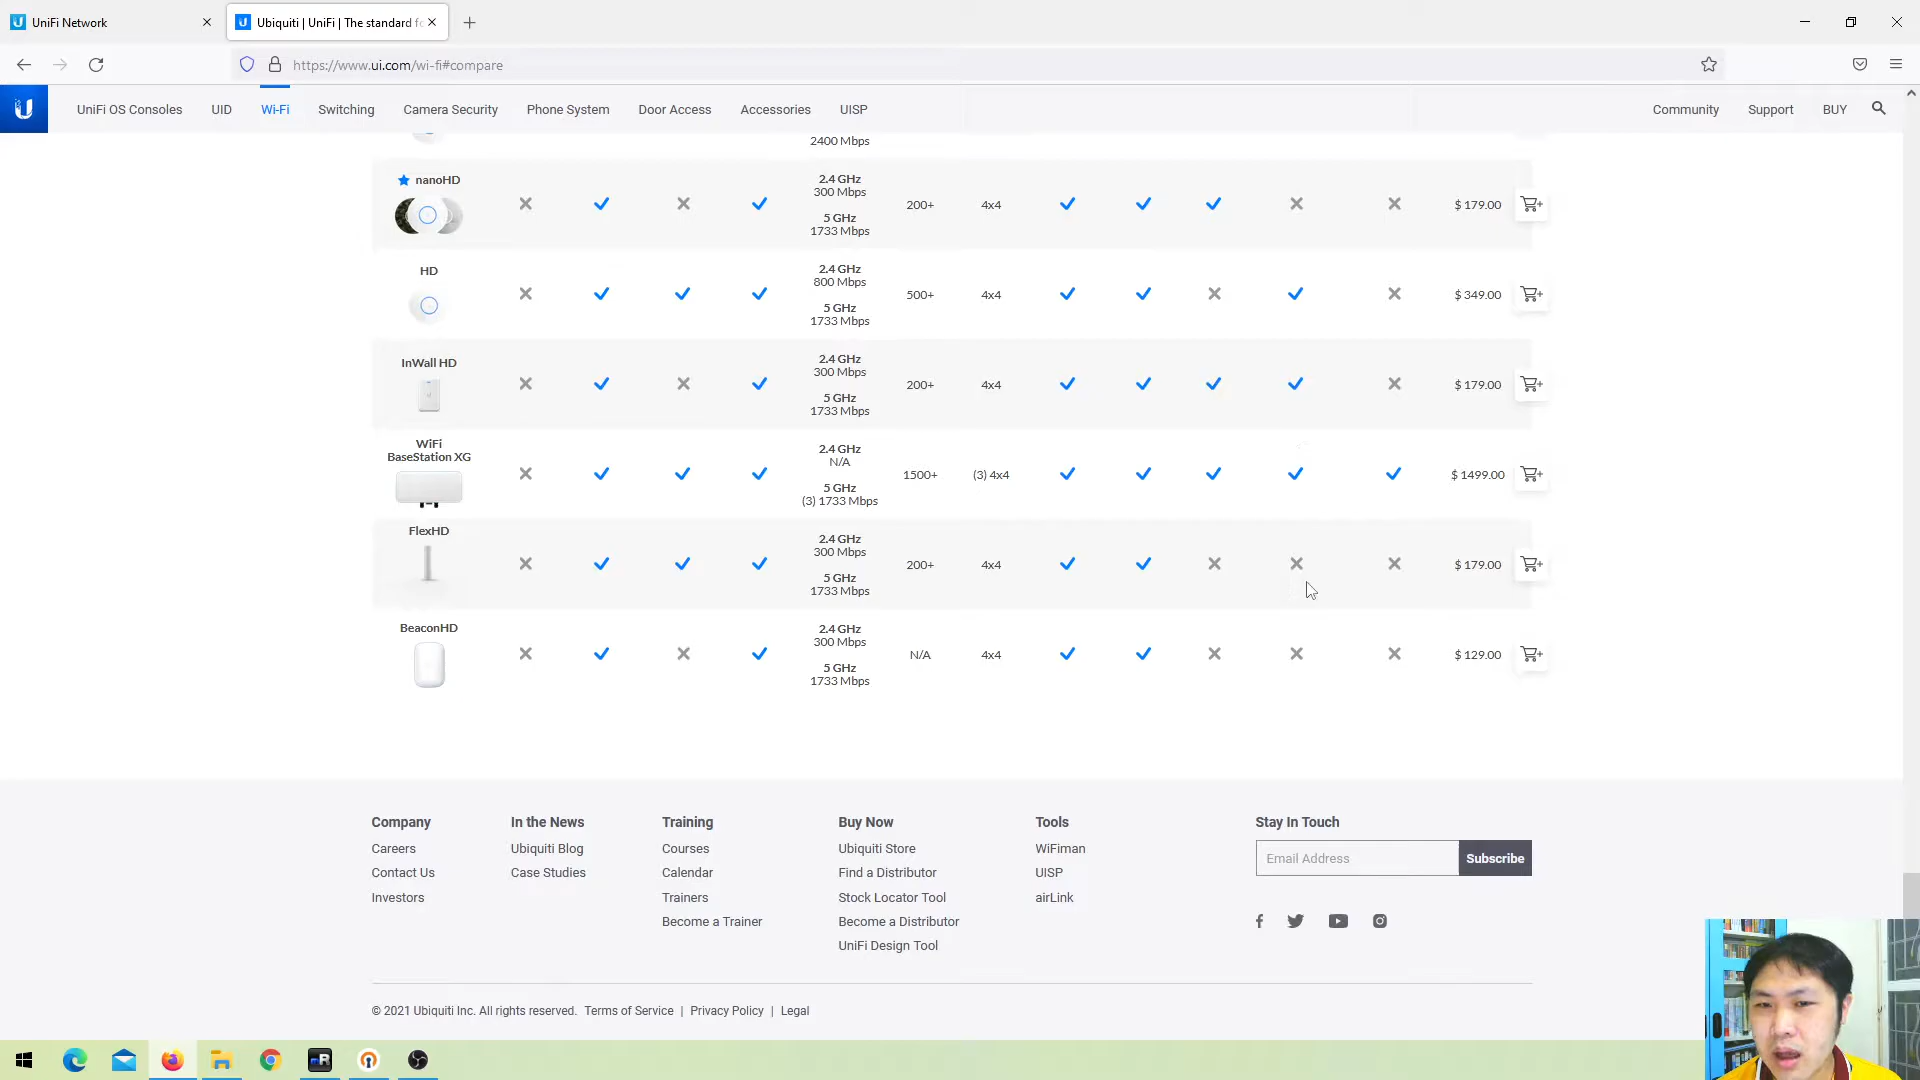 UniFi Network
Ubiquiti | UniFi | The standard fo
https://www.ui.com/wi-fi#compare
UniFi OS Consoles UID Wi-Fi Switching Camera Security Phone System Door Access Accessories UISP Community Support BUY
2400 Mbps
nanoHD
2.4 GHz
300 Mbps
5 GHz
1733 Mbps
200+ 4x4 $ 179.00
HD
2.4 GHz
800 Mbps
5 GHz
1733 Mbps
500+ 4x4 $ 349.00
InWall HD
2.4 GHz
300 Mbps
5 GHz
1733 Mbps
200+ 4x4 $ 179.00
WiFi
BaseStation XG
2.4 GHz
N/A
5 GHz
(3) 1733 Mbps
1500+ (3) 4x4 $ 1499.00
FlexHD
2.4 GHz
300 Mbps
5 GHz
1733 Mbps
200+ 4x4 $ 179.00
BeaconHD
2.4 GHz
300 Mbps
5 GHz
1733 Mbps
N/A 4x4 $ 129.00
Company
Careers
Contact Us
Investors
In the News
Ubiquiti Blog
Case Studies
Training
Courses
Calendar
Trainers
Become a Trainer
Buy Now
Ubiquiti Store
Find a Distributor
Stock Locator Tool
Become a Distributor
UniFi Design Tool
Tools
WiFiman
UISP
airLink
Stay In Touch
Email Address Subscribe
© 2021 Ubiquiti Inc. All rights reserved. Terms of Service | Privacy Policy | Legal